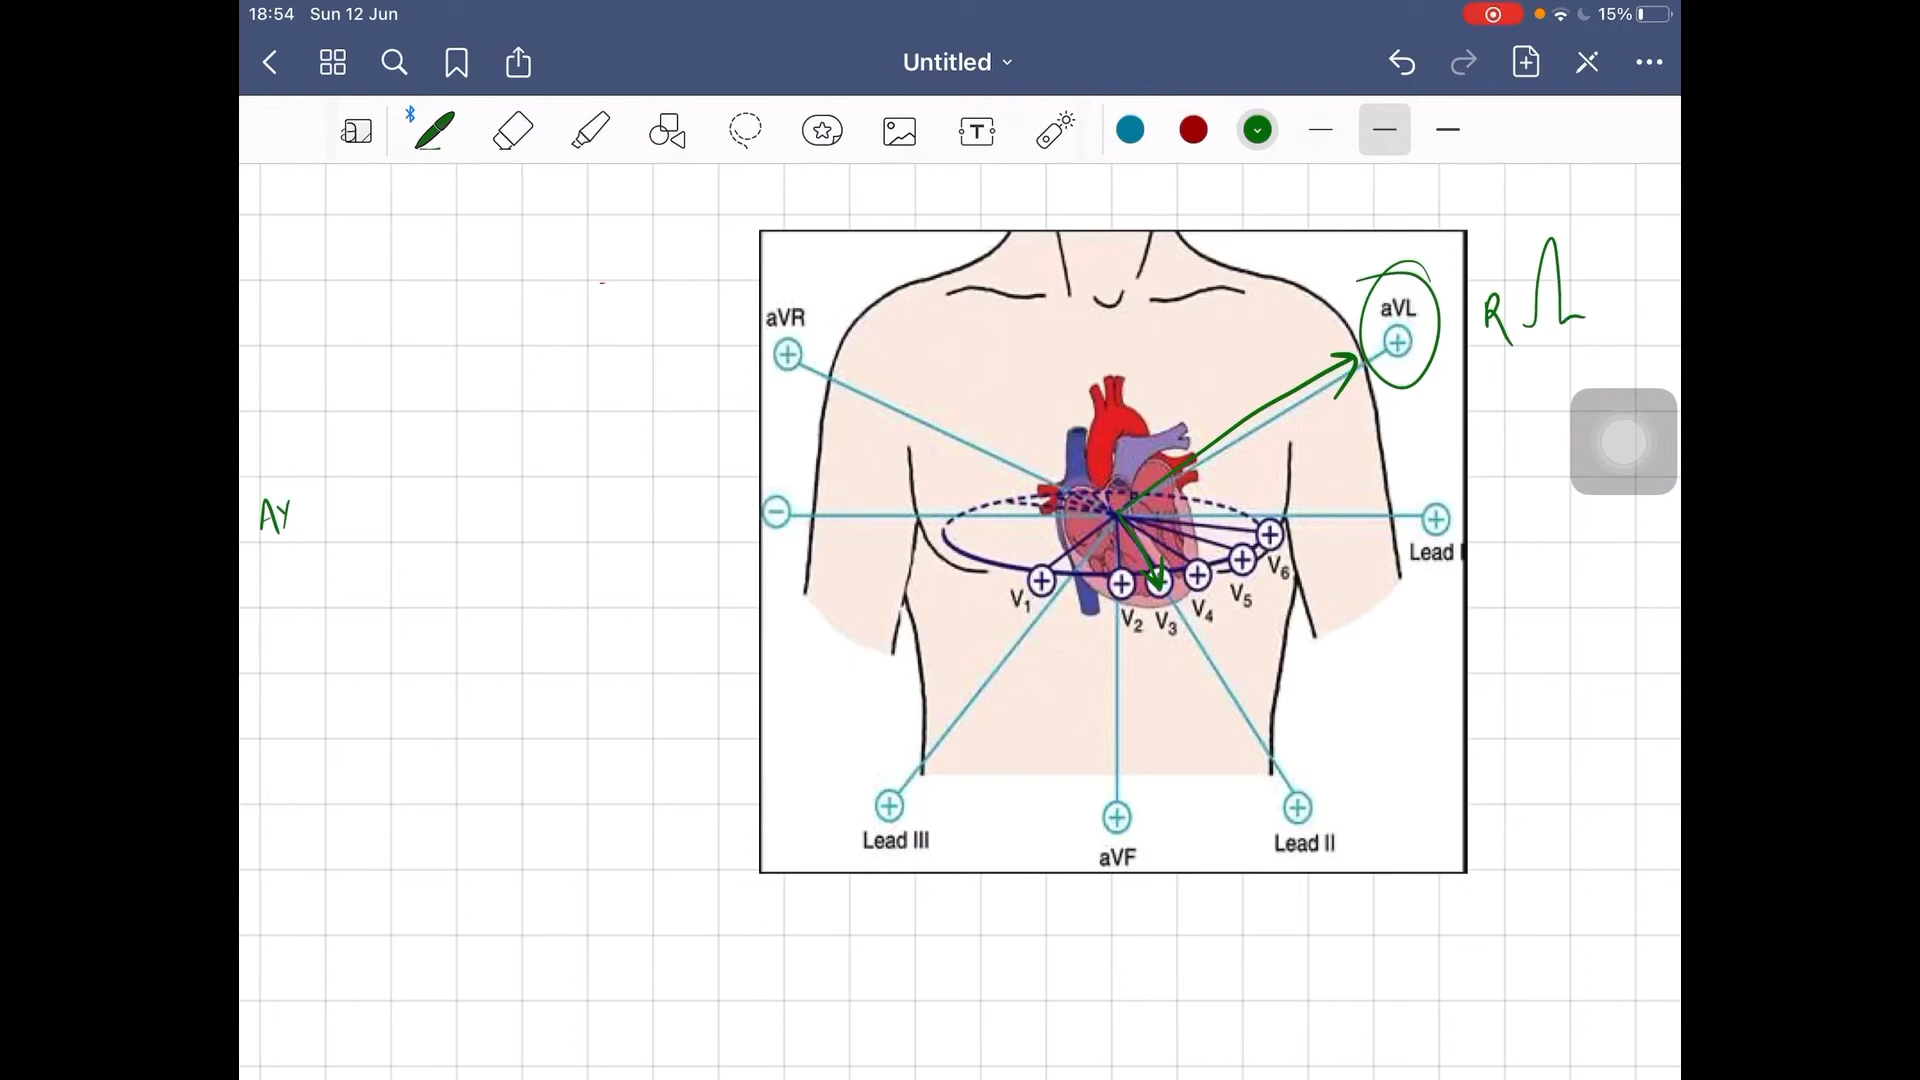 18:54 Sun 12 Jun
15%
Untitled
T
aVR
aVL
R
AY
Lead I
V1
V2
V3
V4
V5
V6
Lead III
aVF
Lead II